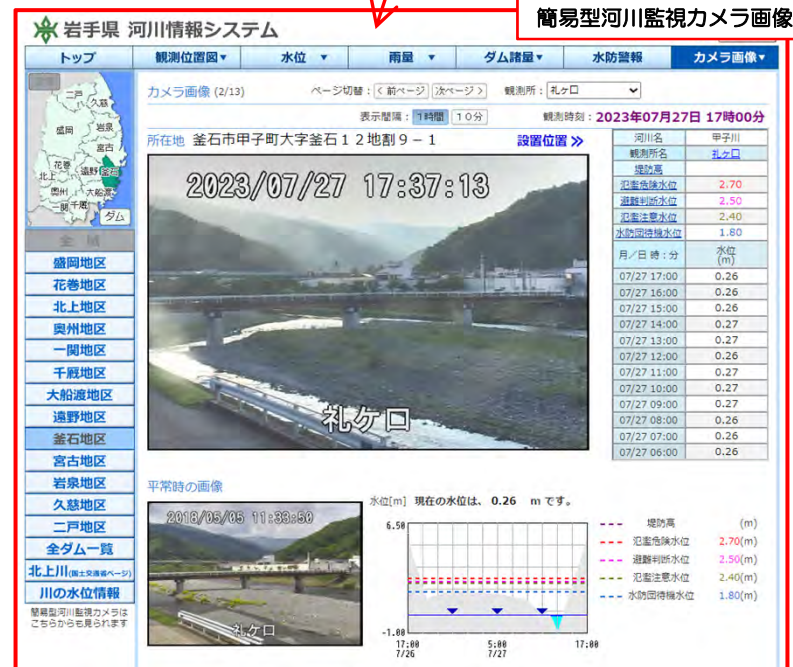 簡易型河川監視カメラ画像
岩手県 河川情報システム
トップ 観測位置図▼ 水位 ▼ 雨量 ▼ ダム諸量▼ 水防警報 カメラ画像▼
カメラ画像 (2/13) ページ切替：< 前ページ 次ページ > 観測所：礼ケ口
表示間隔： 1時間 10分 観測時刻：2023年07月27日 17時00分
所在地 釜石市甲子町大字釜石１２地割９－１ 設置位置 ≫
二戸
久慈
盛岡
岩泉
宮古
花巻
遠野
釜石
北上
奥州
大船渡
一関
千厩
ダム
全 域
盛岡地区
花巻地区
北上地区
奥州地区
一関地区
千厩地区
大船渡地区
遠野地区
釜石地区
宮古地区
岩泉地区
久慈地区
二戸地区
全ダム一覧
北上川(国土交通省ページ)
川の水位情報
簡易型河川監視カメラは
こちらからも見られます
2023/07/27 17:37:13
礼ケ口
河川名 甲子川
観測所名 礼ケ口
堤防高
氾濫危険水位 2.70
避難判断水位 2.50
氾濫注意水位 2.40
水防団待機水位 1.80
月／日 時：分 水位(m)
07/27 17:00 0.26
07/27 16:00 0.26
07/27 15:00 0.26
07/27 14:00 0.27
07/27 13:00 0.27
07/27 12:00 0.26
07/27 11:00 0.27
07/27 10:00 0.27
07/27 09:00 0.27
07/27 08:00 0.26
07/27 07:00 0.26
07/27 06:00 0.26
平常時の画像
2018/05/05 11:33:50
礼ケ口
水位[m] 現在の水位は、 0.26 m です。
6.50
-1.00
17:00 5:00 17:00
7/26 7/27
堤防高 (m)
氾濫危険水位 2.70(m)
避難判断水位 2.50(m)
氾濫注意水位 2.40(m)
水防団待機水位 1.80(m)